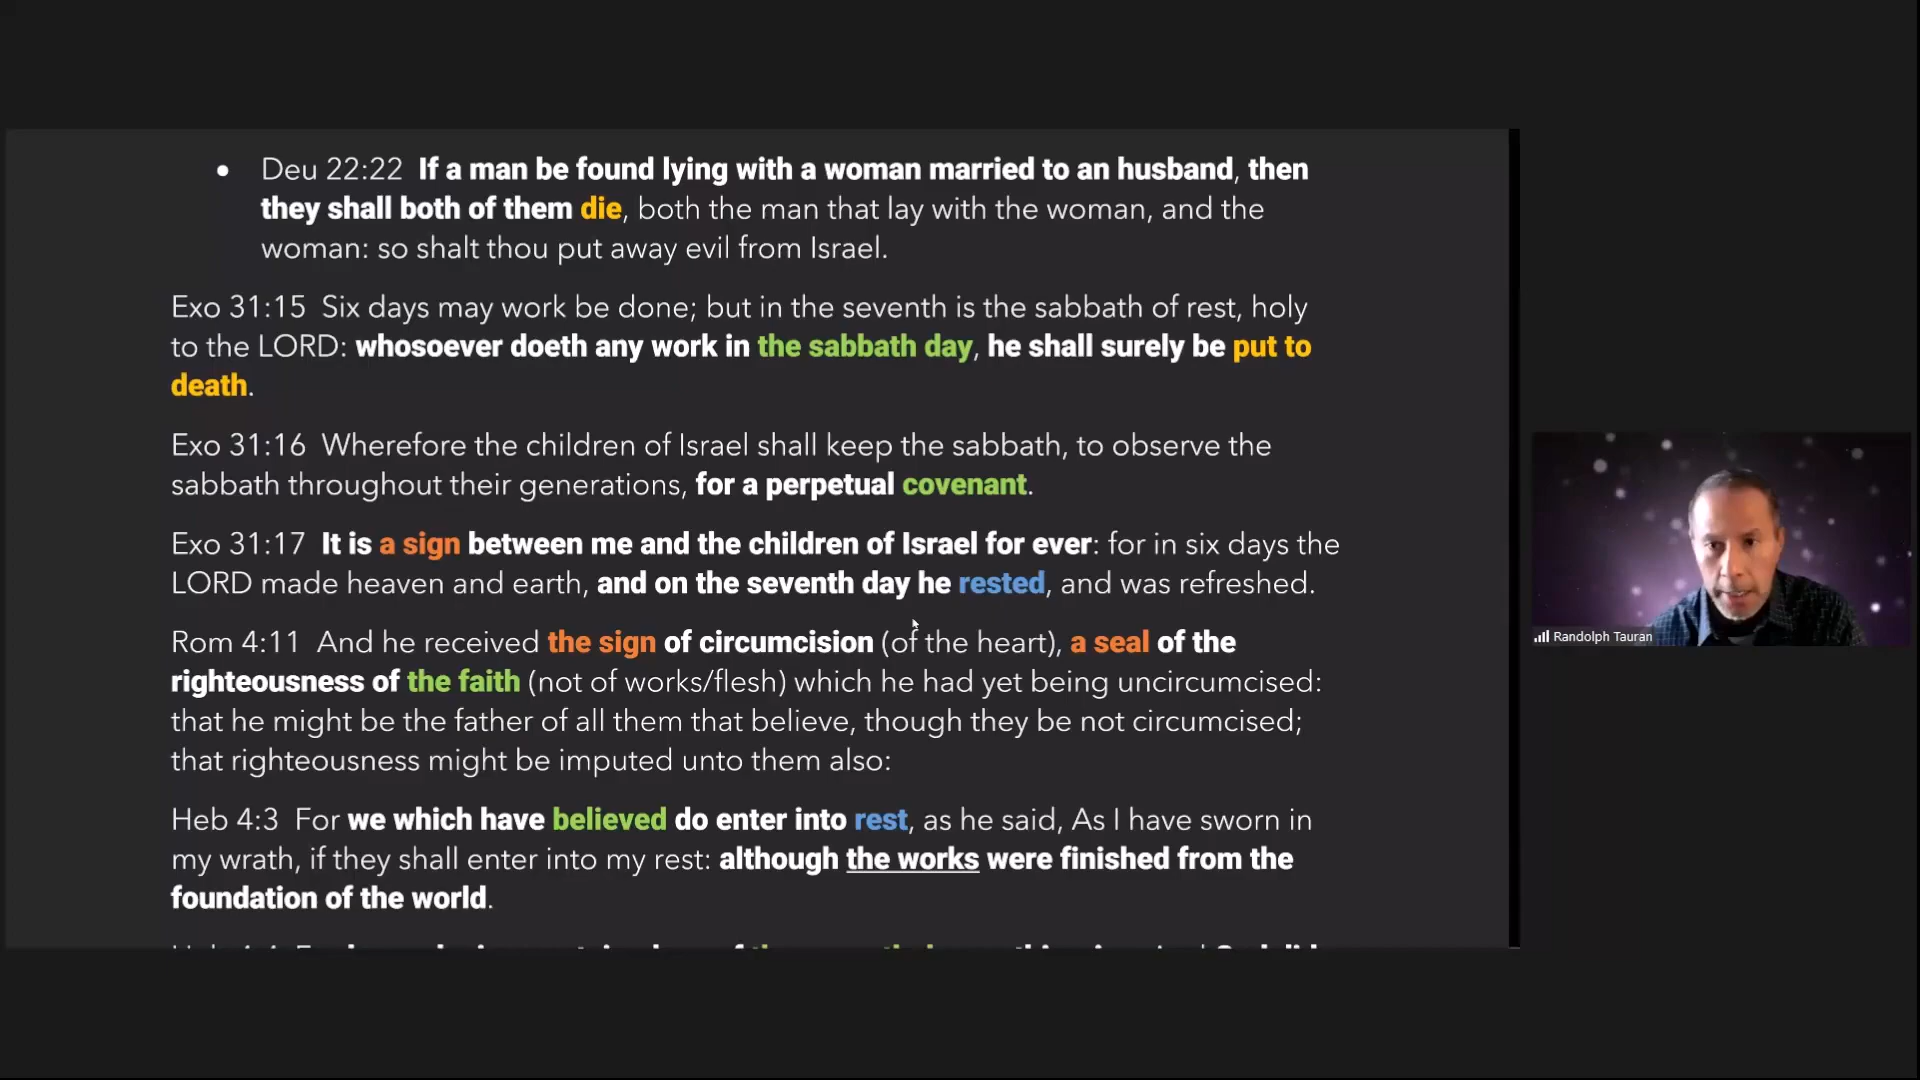 • Deu 22:22 If a man be found lying with a woman married to an husband, then
they shall both of them die, both the man that lay with the woman, and the
woman: so shalt thou put away evil from Israel.
Exo 31:15 Six days may work be done; but in the seventh is the sabbath of rest, holy
to the LORD: whosoever doeth any work in the sabbath day, he shall surely be put to
death.
Exo 31:16 Wherefore the children of Israel shall keep the sabbath, to observe the
sabbath throughout their generations, for a perpetual covenant.
Exo 31:17 It is a sign between me and the children of Israel for ever: for in six days the
LORD made heaven and earth, and on the seventh day he rested, and was refreshed.
Rom 4:11 And he received the sign of circumcision (of the heart), a seal of the
righteousness of the faith (not of works/flesh) which he had yet being uncircumcised:
that he might be the father of all them that believe, though they be not circumcised;
that righteousness might be imputed unto them also:
Heb 4:3 For we which have believed do enter into rest, as he said, As I have sworn in
my wrath, if they shall enter into my rest: although the works were finished from the
foundation of the world.
Randolph Tauran